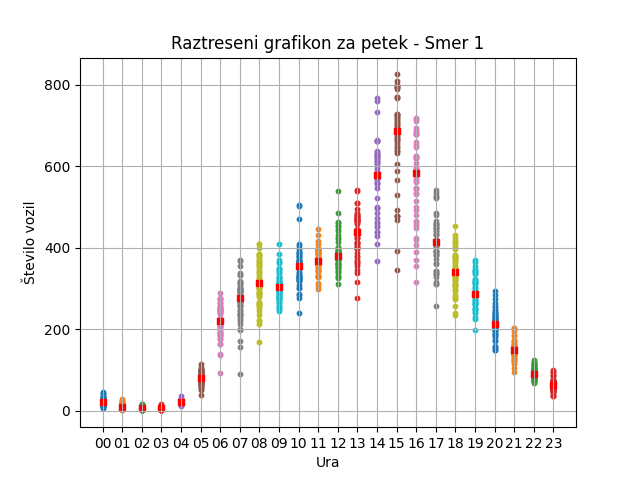 Raztreseni grafikon za petek - Smer 1
Število vozil
800
600
400
200
0
00 01 02 03 04 05 06 07 08 09 10 11 12 13 14 15 16 17 18 19 20 21 22 23
Ura